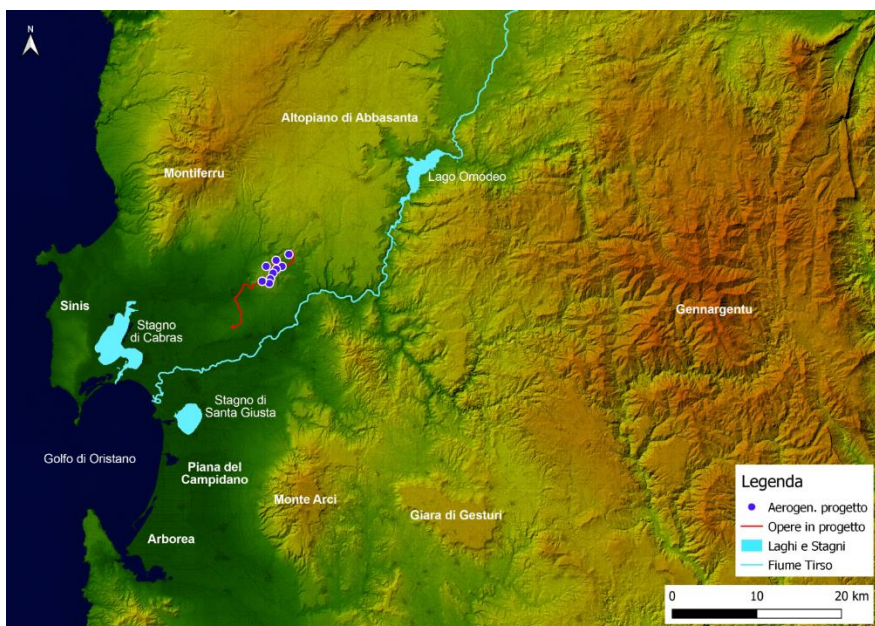 N
Altopiano di Abbasanta
Montiferru
Lago Omodeo
Sinis
Stagno
di Cabras
Gennargentu
Stagno di
Santa Giusta
Golfo di Oristano
Piana del
Campidano
Monte Arci
Giara di Gesturi
Arborea
Legenda
Aerogen. progetto
Opere in progetto
Laghi e Stagni
Fiume Tirso
0 10 20 km